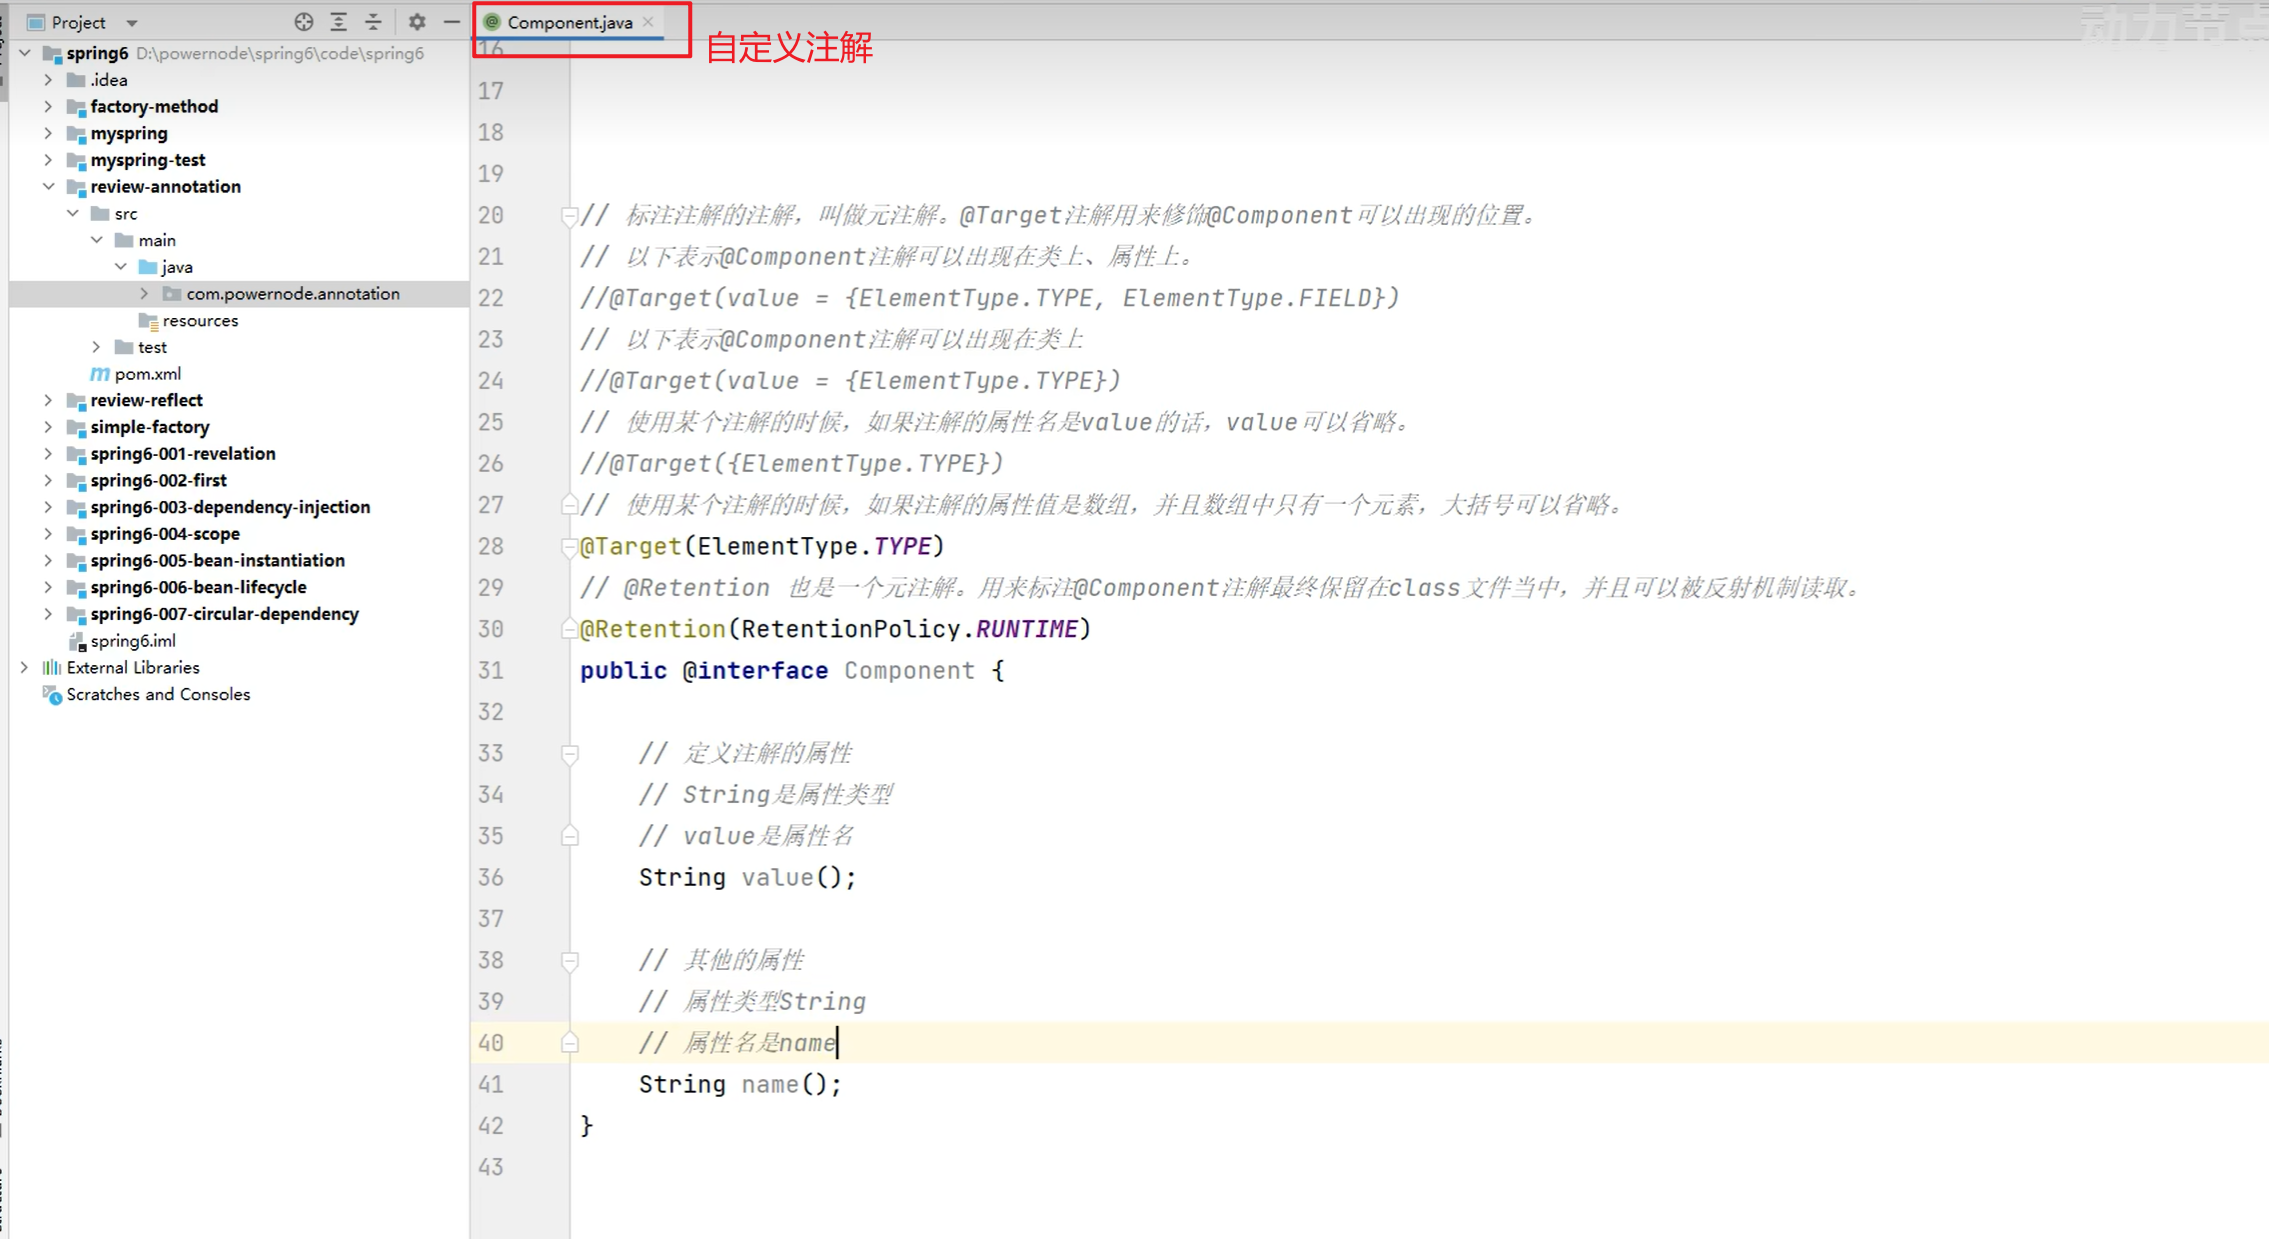 Project
Component.java
自定义注解
动力节点
spring6 D:\powernode\spring6\code\spring6
.idea
factory-method
myspring
myspring-test
review-annotation
src
main
java
com.powernode.annotation
resources
test
pom.xml
review-reflect
simple-factory
spring6-001-revelation
spring6-002-first
spring6-003-dependency-injection
spring6-004-scope
spring6-005-bean-instantiation
spring6-006-bean-lifecycle
spring6-007-circular-dependency
spring6.iml
External Libraries
Scratches and Consoles
16
17
18
19
20 // 标注注解的注解，叫做元注解。@Target注解用来修饰@Component可以出现的位置。
21 // 以下表示@Component注解可以出现在类上、属性上。
22 //@Target(value = {ElementType.TYPE, ElementType.FIELD})
23 // 以下表示@Component注解可以出现在类上
24 //@Target(value = {ElementType.TYPE})
25 // 使用某个注解的时候，如果注解的属性名是value的话，value可以省略。
26 //@Target({ElementType.TYPE})
27 // 使用某个注解的时候，如果注解的属性值是数组，并且数组中只有一个元素，大括号可以省略。
28 @Target(ElementType.TYPE)
29 // @Retention 也是一个元注解。用来标注@Component注解最终保留在class文件当中，并且可以被反射机制读取。
30 @Retention(RetentionPolicy.RUNTIME)
31 public @interface Component {
32
33 // 定义注解的属性
34 // String是属性类型
35 // value是属性名
36 String value();
37
38 // 其他的属性
39 // 属性类型String
40 // 属性名是name
41 String name();
42 }
43